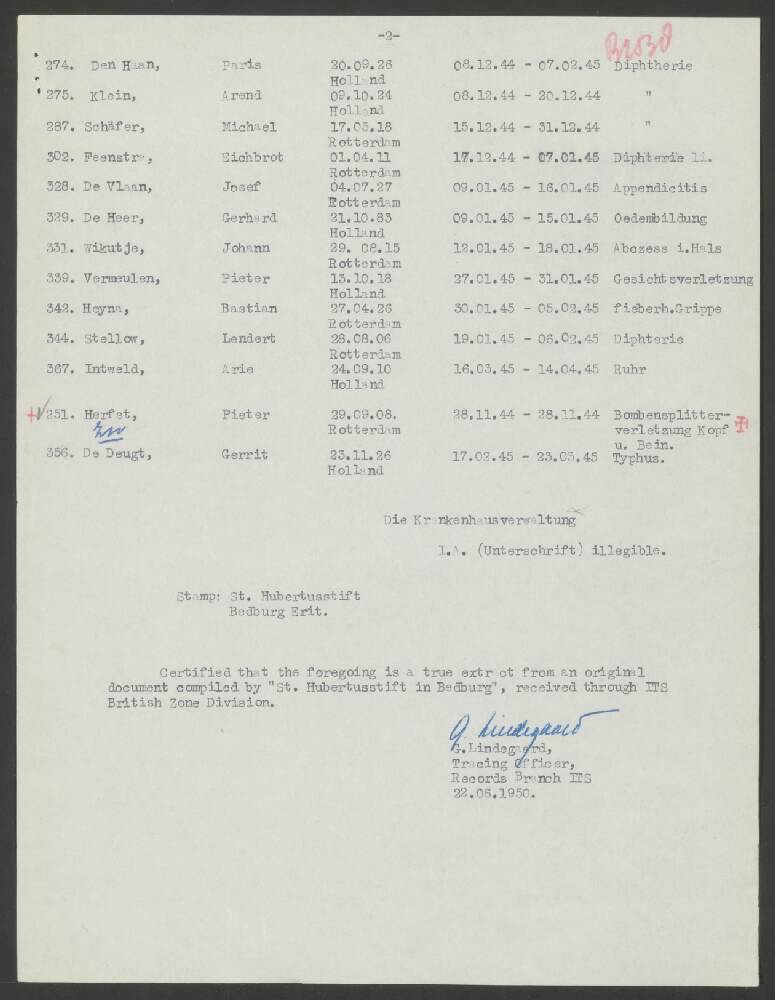 -2-
274. Den Haan, Paris 20.09.26 08.12.44 - 07.02.45 Diphtherie
Holland
275. Klein, Arend 09.10.24 08.12.44 - 20.12.44 "
Holland
287. Schäfer, Michael 17.03.18 15.12.44 - 31.12.44 "
Rotterdam
302. Feenstra, Eichbrot 01.04.11 17.12.44 - 07.01.45 Diphterie li.
Rotterdam
328. De Vlaan, Josef 04.07.27 09.01.45 - 16.01.45 Appendicitis
Rotterdam
329. De Heer, Gerhard 21.10.83 09.01.45 - 15.01.45 Oedembildung
Holland
331. Wikutje, Johann 29. 08.15 12.01.45 - 18.01.45 Abczess i.Hals
Rotterdam
339. Vermeulen, Pieter 13.10.18 27.01.45 - 31.01.45 Gesichtsverletzung
Holland
342. Heyna, Bastian 27.04.26 30.01.45 - 05.02.45 fieberh.Grippe
Rotterdam
344. Stellow, Lendert 28.08.06 19.01.45 - 06.02.45 Diphterie
Rotterdam
367. Intweld, Arie 24.09.10 16.03.45 - 14.04.45 Ruhr
Holland
251. Herfst, Pieter 29.09.08. 28.11.44 - 28.11.44 Bombensplitter-
Rotterdam verletzung Kopf
u. Bein.
356. De Deugt, Gerrit 23.11.26 17.02.45 - 23.03.45 Typhus.
Holland
Die Krankenhausverwaltung
I.A. (Unterschrift) illegible.
Stamp: St. Hubertusstift
Bedburg Erft.
Certified that the foregoing is a true extract from an original
document compiled by "St. Hubertusstift in Bedburg", received through ITS
British Zone Division.
G. Lindegaard
G.Lindegaard,
Tracing Officer,
Records Branch ITS
22.06.1950.